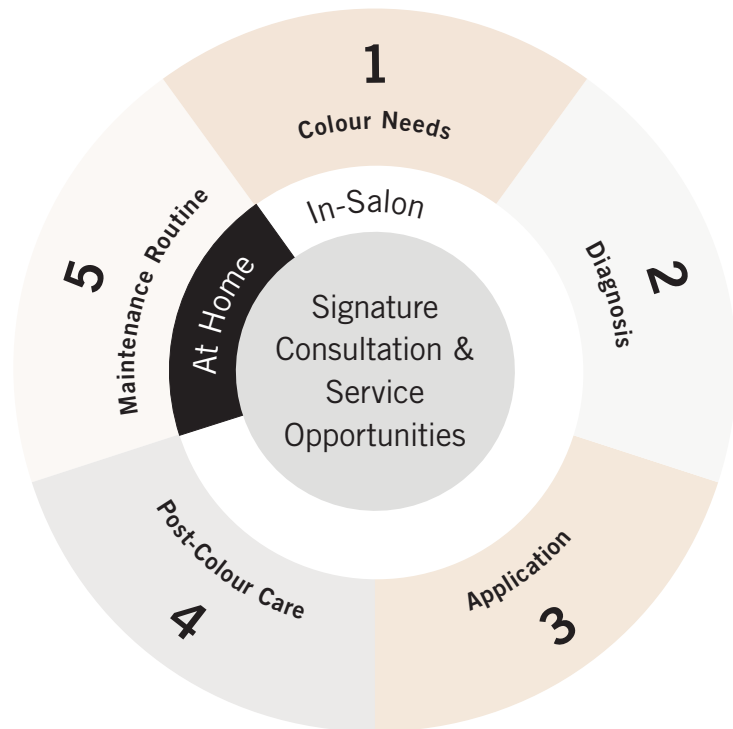 1
Colour Needs
2
Diagnosis
3
Application
4
Post-Colour Care
5
Maintenance Routine
In-Salon
At Home
Signature
Consultation &
Service
Opportunities